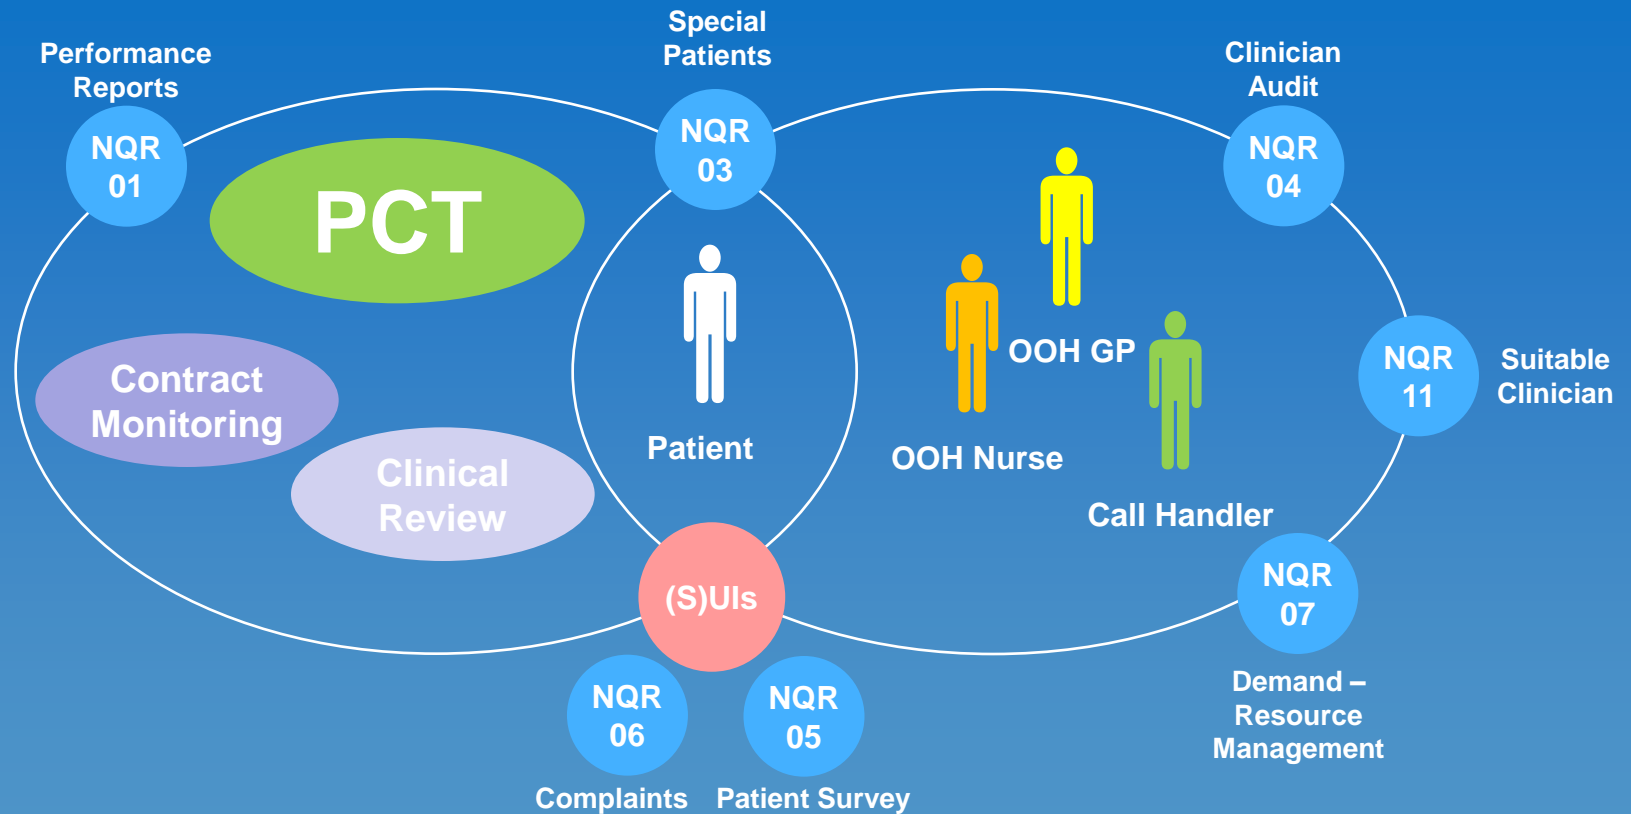 Performance
Reports
NQR
01
Special
Patients
NQR
03
Clinician
Audit
NQR
04
PCT
Contract
Monitoring
Clinical
Review
Patient
OOH GP
OOH Nurse
Call Handler
NQR
11
Suitable
Clinician
(S)UIs
NQR
07
Demand –
Resource
Management
NQR
06
Complaints
NQR
05
Patient Survey